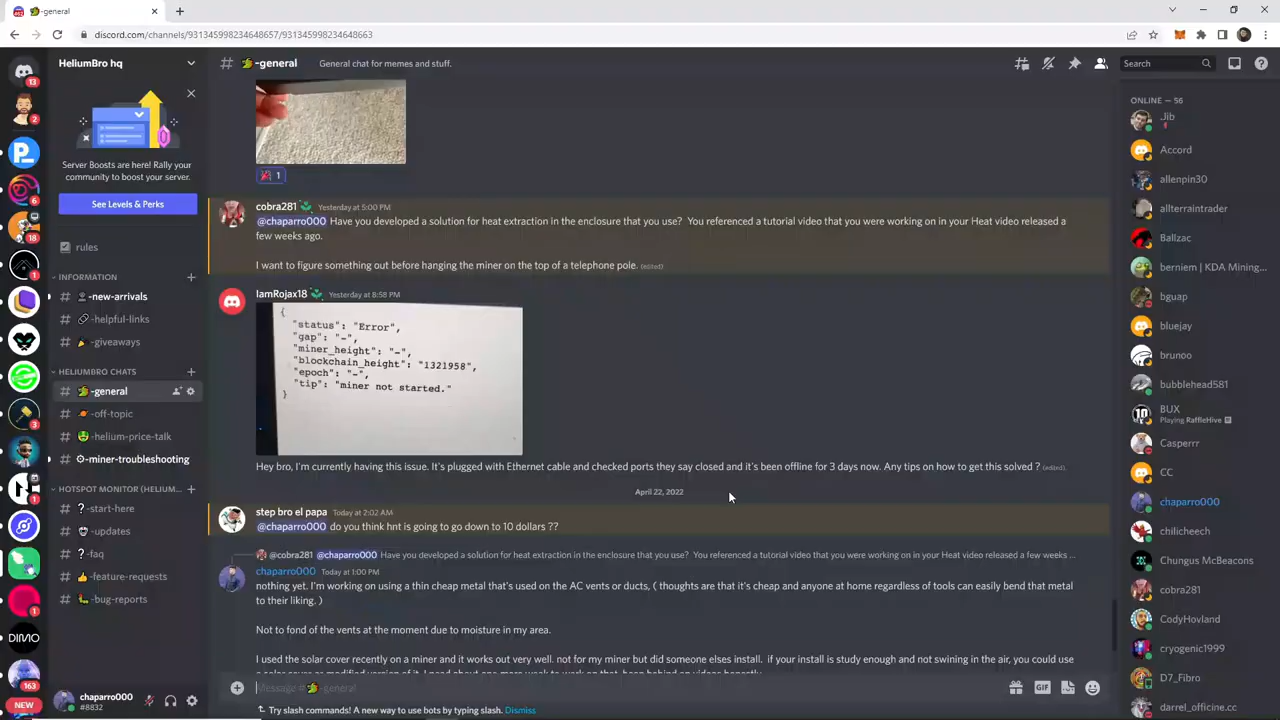 -general
discord.com/channels/931345998234648657/931345998234648663
HeliumBro hq
-general General chat for memes and stuff.
Search
13
2
6
18
1
3
1
1
163
NEW
DIMO
Server Boosts are here! Rally your
community to boost your server.
See Levels & Perks
rules
INFORMATION
-new-arrivals
-helpful-links
-giveaways
HELIUMBRO CHATS
-general
-off-topic
-helium-price-talk
-miner-troubleshooting
HOTSPOT MONITOR (HELIUM...
-start-here
-updates
-faq
-feature-requests
-bug-reports
chaparro000
#8832
1
cobra281 Yesterday at 5:00 PM
@chaparro000 Have you developed a solution for heat extraction in the enclosure that you use? You referenced a tutorial video that you were working on in your Heat video released a
few weeks ago.
I want to figure something out before hanging the miner on the top of a telephone pole. (edited)
IamRojax18 Yesterday at 8:58 PM
{
"status": "Error",
"gap": "-",
"miner_height": "-",
"blockchain_height": "1321958",
"epoch": "-",
"tip": "miner not started."
}
Hey bro, I'm currently having this issue. It's plugged with Ethernet cable and checked ports they say closed and it's been offline for 3 days now. Any tips on how to get this solved ? (edited)
April 22, 2022
step bro el papa Today at 2:02 AM
@chaparro000 do you think hnt is going to go down to 10 dollars ??
@cobra281 @chaparro000 Have you developed a solution for heat extraction in the enclosure that you use? You referenced a tutorial video that you were working on in your Heat video released a few weeks ...
chaparro000 Today at 1:00 PM
nothing yet. I'm working on using a thin cheap metal that's used on the AC vents or ducts, ( thoughts are that it's cheap and anyone at home regardless of tools can easily bend that metal
to their liking. )
Not to fond of the vents at the moment due to moisture in my area.
I used the solar cover recently on a miner and it works out very well. not for my miner but did someone elses install. if your install is study enough and not swining in the air, you could use
Message # -general
GIF
Try slash commands! A new way to use bots by typing slash. Dismiss
ONLINE — 56
Jib
Accord
allenpin30
allterraintrader
Ballzac
berniem | KDA Mining...
bguap
bluejay
brunoo
bubblehead581
BUX
Playing RaffleHive
Casperrr
CC
chaparro000
chilicheech
Chungus McBeacons
cobra281
CodyHovland
cryogenic1999
D7_Fibro
darrel_officine.cc